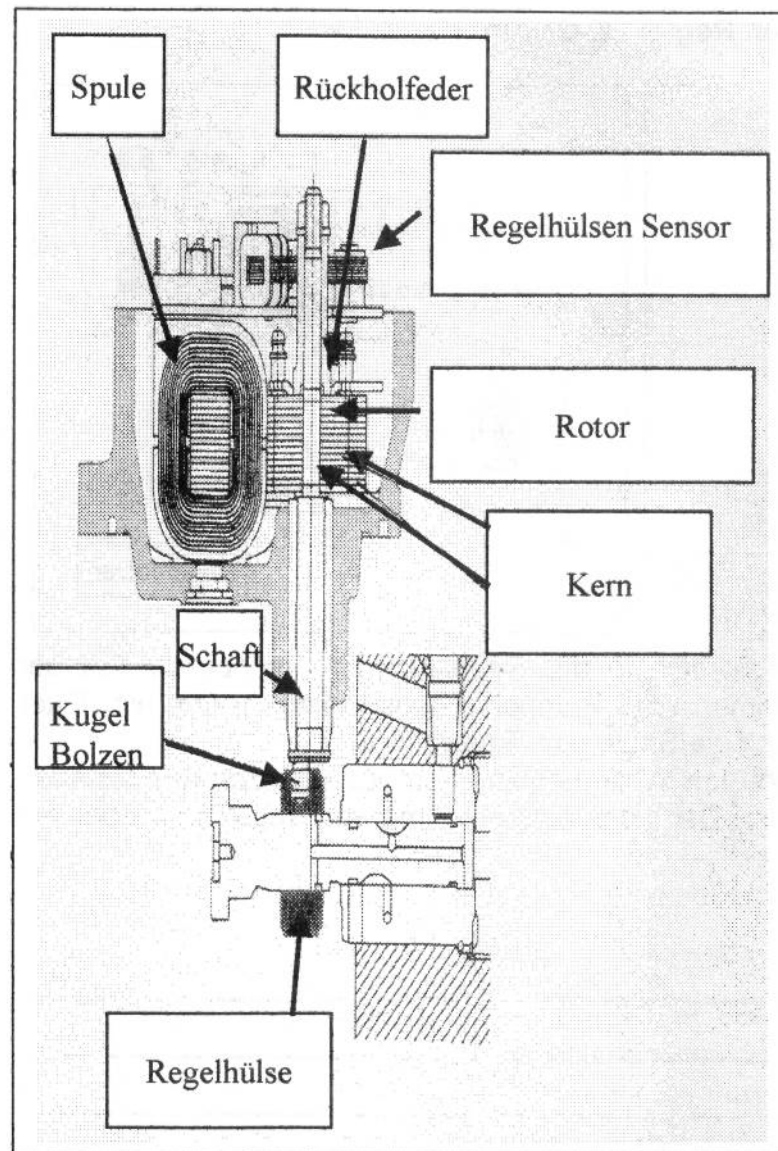 Spule
Rückholfeder
Regelhülsen Sensor
Rotor
Kern
Schaft
Kugel
Bolzen
Regelhülse